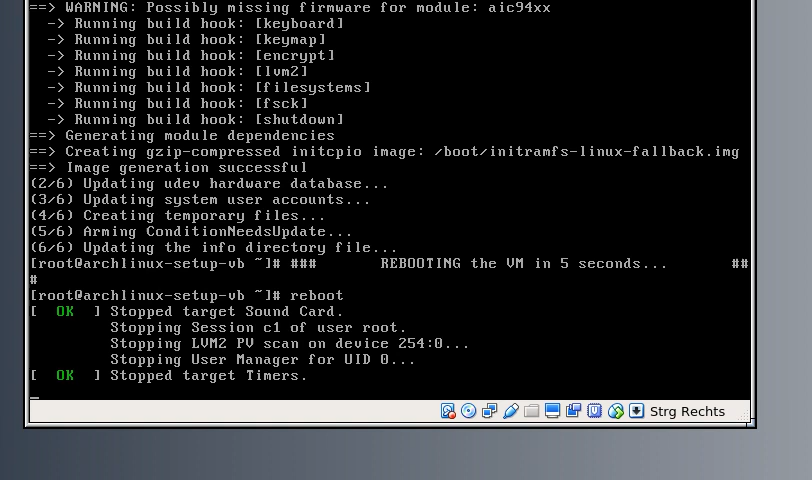 ==> WARNING: Possibly missing firmware for module: aic94xx
-> Running build hook: [keyboard]
-> Running build hook: [keymap]
-> Running build hook: [encrypt]
-> Running build hook: [lvm2]
-> Running build hook: [filesystems]
-> Running build hook: [fsck]
-> Running build hook: [shutdown]
==> Generating module dependencies
==> Creating gzip-compressed initcpio image: /boot/initramfs-linux-fallback.img
==> Image generation successful
(2/6) Updating udev hardware database...
(3/6) Updating system user accounts...
(4/6) Creating temporary files...
(5/6) Arming ConditionNeedsUpdate...
(6/6) Updating the info directory file...
[root@archlinux-setup-vb ~]# ### REBOOTING the VM in 5 seconds... ##
#
[root@archlinux-setup-vb ~]# reboot
[ OK ] Stopped target Sound Card.
Stopping Session c1 of user root.
Stopping LVM2 PV scan on device 254:0...
Stopping User Manager for UID 0...
[ OK ] Stopped target Timers.
Strg Rechts